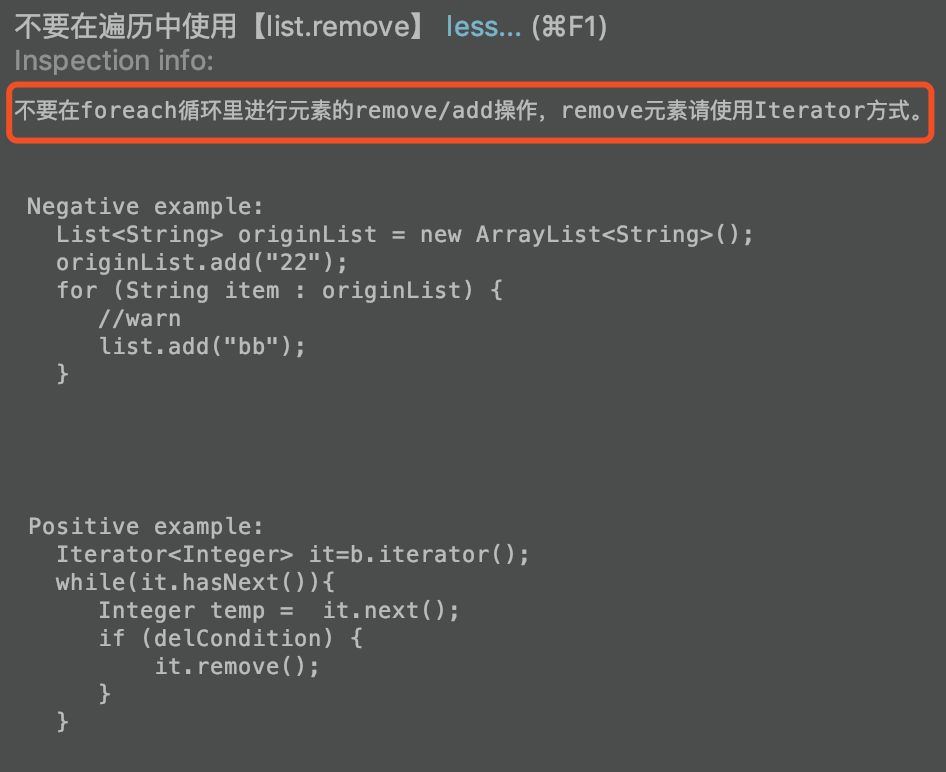 不要在遍历中使用【list.remove】 less... (⌘F1)
Inspection info:
不要在foreach循环里进行元素的remove/add操作，remove元素请使用Iterator方式。
Negative example:
List<String> originList = new ArrayList<String>();
originList.add("22");
for (String item : originList) {
//warn
list.add("bb");
}
Positive example:
Iterator<Integer> it=b.iterator();
while(it.hasNext()){
Integer temp =  it.next();
if (delCondition) {
it.remove();
}
}